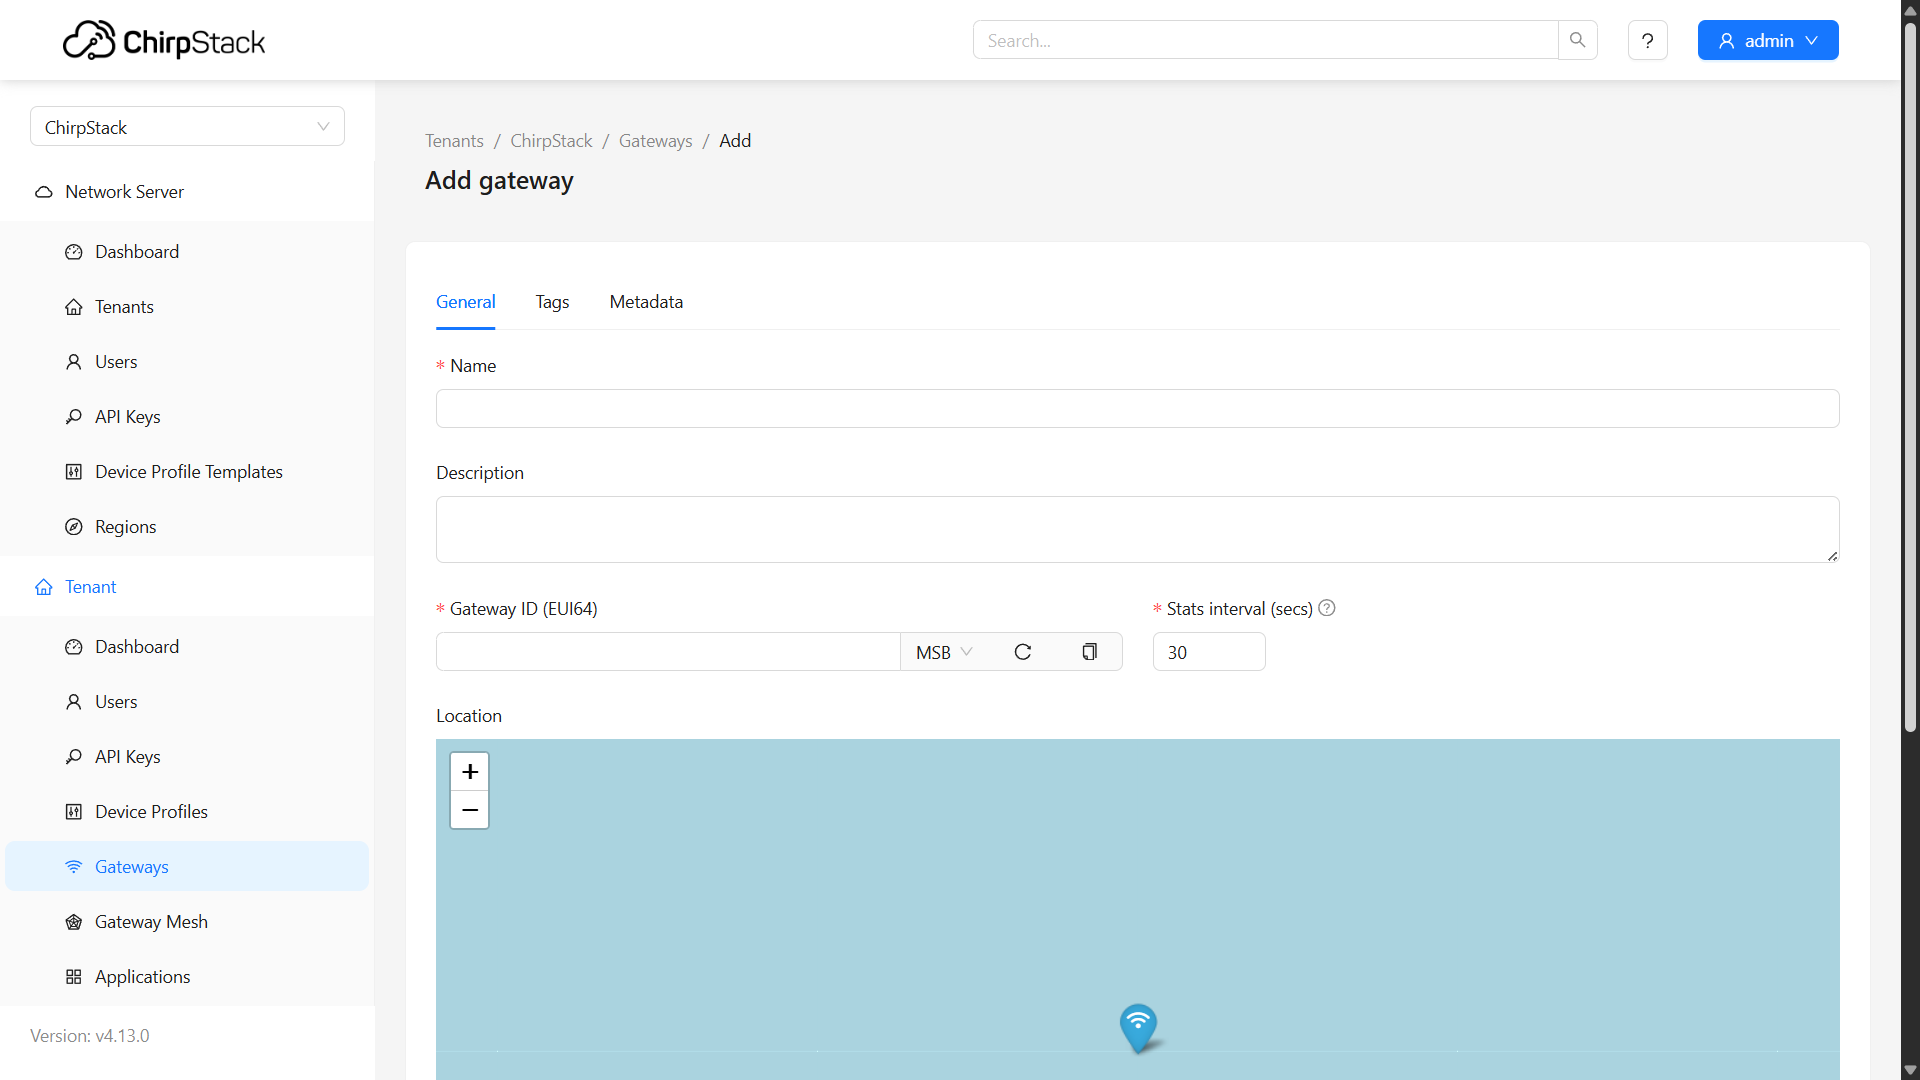 ChirpStack
Search...
?
admin
ChirpStack
Network Server
Dashboard
Tenants
Users
API Keys
Device Profile Templates
Regions
Tenant
Dashboard
Users
API Keys
Device Profiles
Gateways
Gateway Mesh
Applications
Version: v4.13.0
Tenants / ChirpStack / Gateways / Add
Add gateway
General Tags Metadata
* Name
Description
* Gateway ID (EUI64)
MSB
* Stats interval (secs)
30
Location
+
−